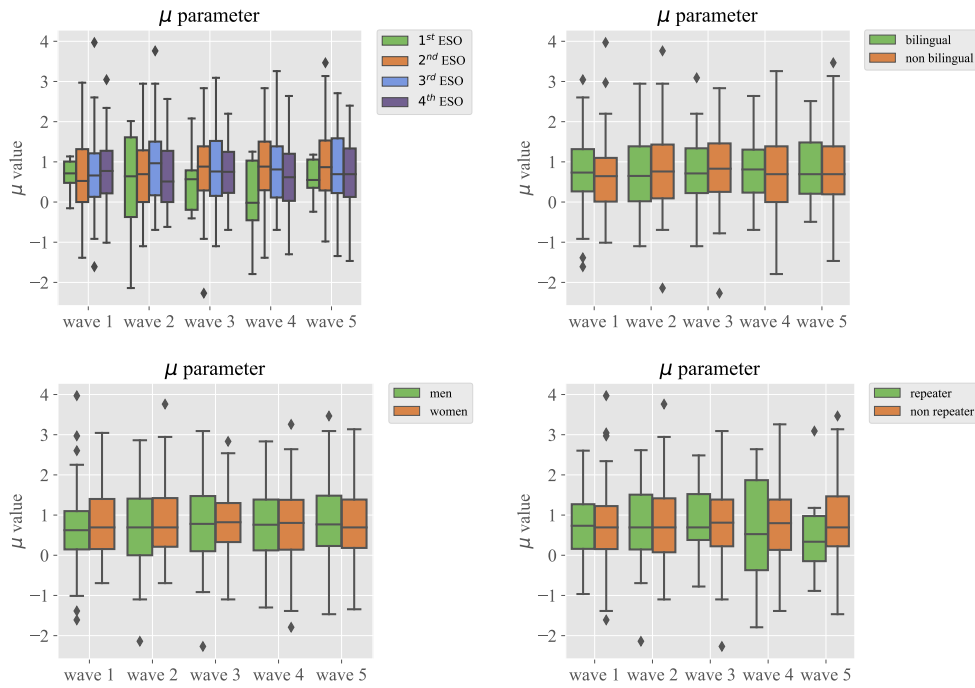 μ parameter
4
3
2
1
0
−1
−2
μ value
wave 1 wave 2 wave 3 wave 4 wave 5
1st ESO
2nd ESO
3rd ESO
4th ESO
μ parameter
4
3
2
1
0
−1
−2
μ value
wave 1 wave 2 wave 3 wave 4 wave 5
bilingual
non bilingual
μ parameter
4
3
2
1
0
−1
−2
μ value
wave 1 wave 2 wave 3 wave 4 wave 5
men
women
μ parameter
4
3
2
1
0
−1
−2
μ value
wave 1 wave 2 wave 3 wave 4 wave 5
repeater
non repeater